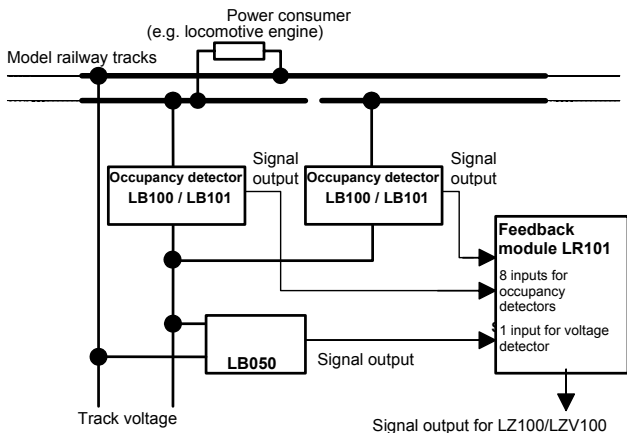 Power consumer
(e.g. locomotive engine)
Model railway tracks
Signal
output
Signal
output
Occupancy detector
LB100 / LB101
Occupancy detector
LB100 / LB101
Feedback
module LR101
8 inputs for
occupancy
detectors
1 input for voltage
detector
LB050
Signal output
Track voltage
Signal output for LZ100/LZV100